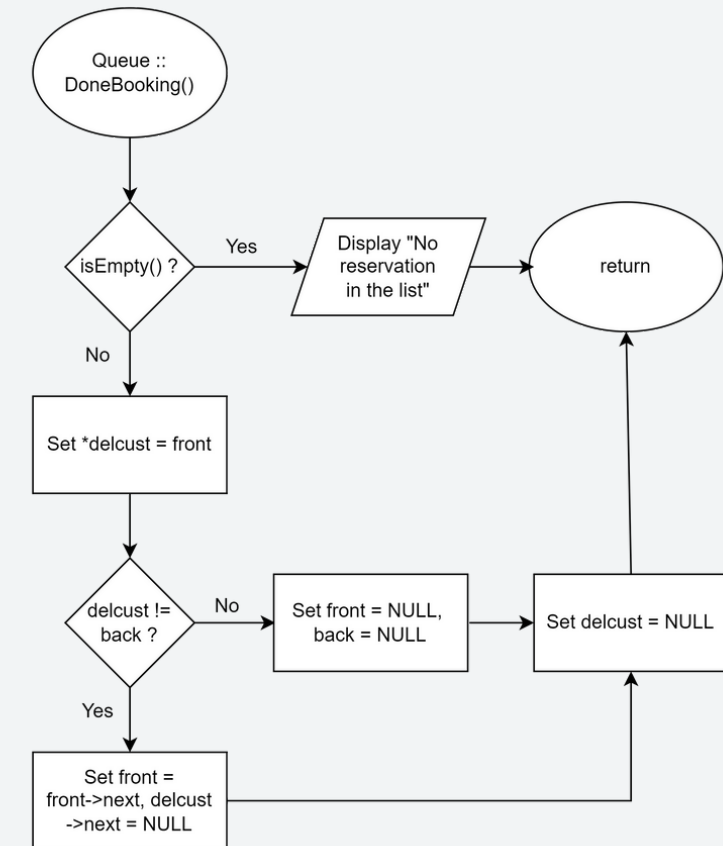 Queue ::
DoneBooking()
isEmpty() ?
Yes
Display "No
reservation
in the list"
return
No
Set *delcust = front
delcust !=
back ?
No
Set front = NULL,
back = NULL
Set delcust = NULL
Yes
Set front =
front->next, delcust
->next = NULL